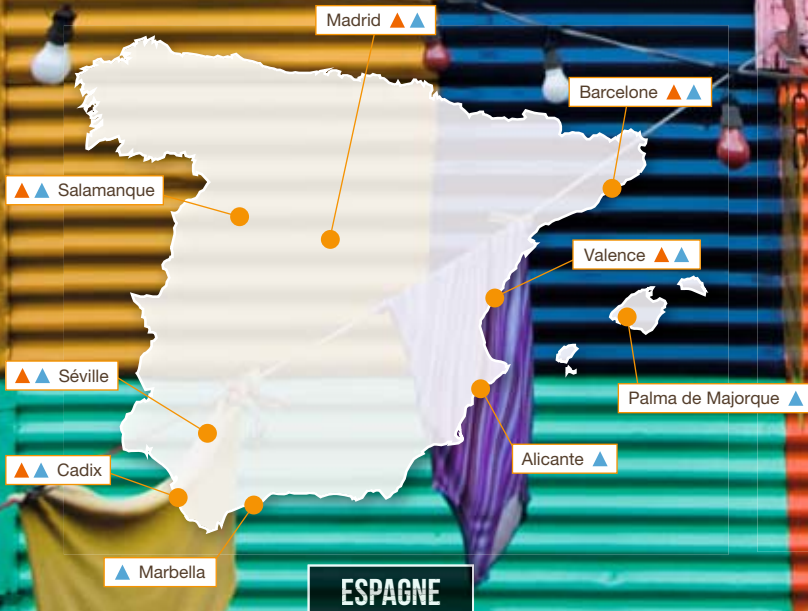 Madrid
Barcelone
Salamanque
Valence
Séville
Palma de Majorque
Alicante
Cadix
Marbella
ESPAGNE